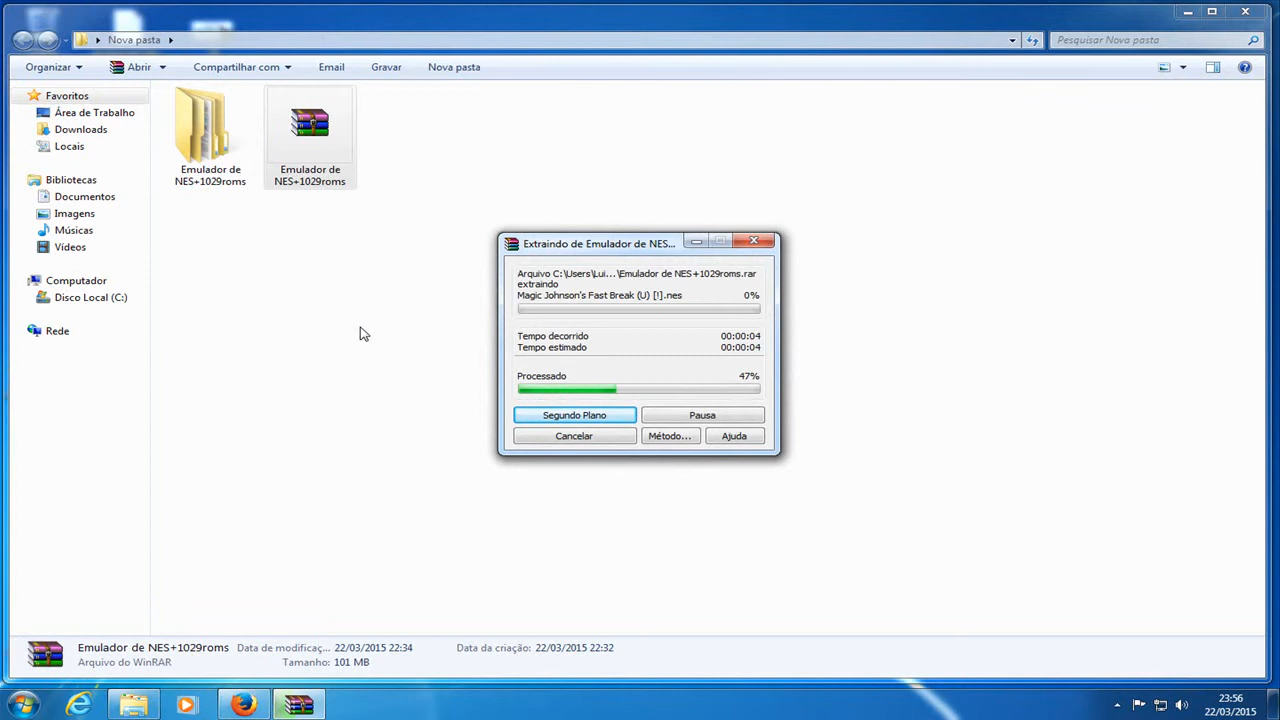 Nova pasta
Pesquisar Nova pasta
Organizar
Abrir
Compartilhar com
Email
Gravar
Nova pasta
Favoritos
Área de Trabalho
Downloads
Locais
Bibliotecas
Documentos
Imagens
Músicas
Vídeos
Computador
Disco Local (C:)
Rede
Emulador de
NES+1029roms
Emulador de
NES+1029roms
Extraindo de Emulador de NES...
Arquivo C:\Users\Lui...\Emulador de NES+1029roms.rar
extraindo
Magic Johnson's Fast Break (U) [!].nes 0%
Tempo decorrido 00:00:04
Tempo estimado 00:00:04
Processado 47%
Segundo Plano
Pausa
Cancelar
Método...
Ajuda
Emulador de NES+1029roms Data de modificaç... 22/03/2015 22:34 Data da criação: 22/03/2015 22:32
Arquivo do WinRAR Tamanho: 101 MB
23:56
22/03/2015